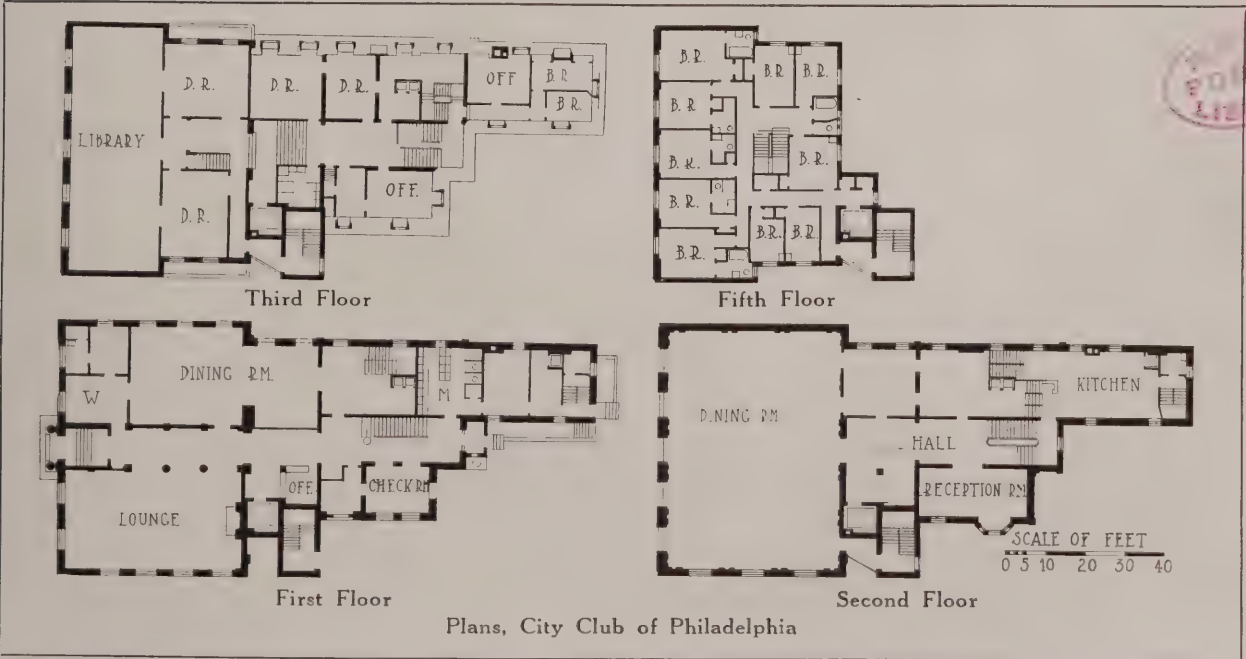 LIBRARY
D. R.
D. R.
D. R.
D. R.
OFF
B R
B R.
OFF.
Third Floor
B. R.
B. R
B. R.
B. R
B. R.
B. R.
B. R.
B. R.
B. R.
B. R.
Fifth Floor
DINING RM.
W
M
LOUNGE
OFF.
CHECK RM
First Floor
DINING RM
HALL
KITCHEN
RECEPTION RM.
SCALE OF FEET
0 5 10 20 30 40
Second Floor
Plans, City Club of Philadelphia